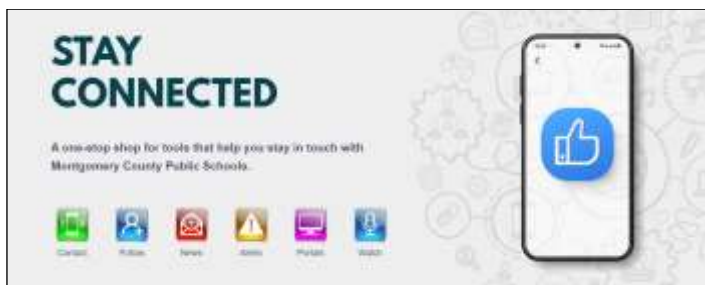 STAY
CONNECTED
A one-stop shop for tools that help you stay in touch with
Montgomery County Public Schools.
Contact Follow News Alerts Portals Watch